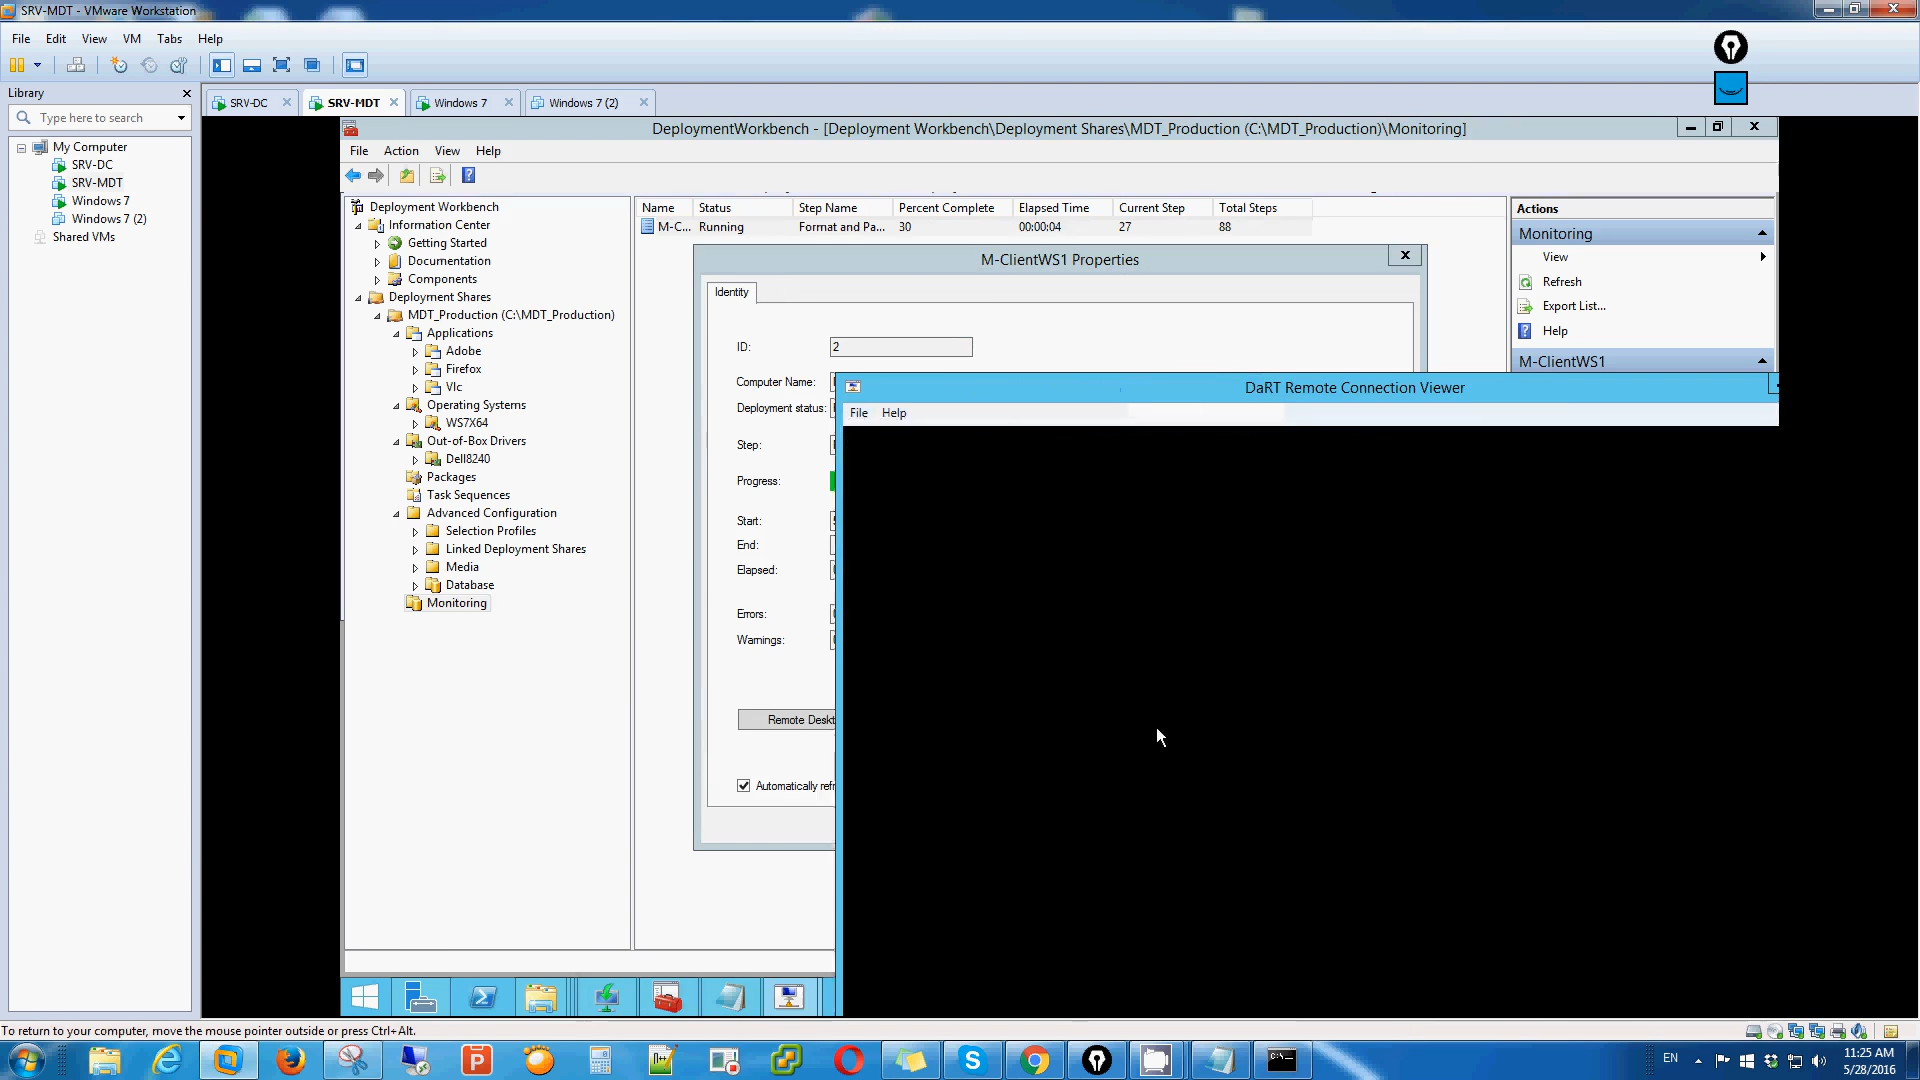 SRV-MDT - VMware Workstation
File Edit View VM Tabs Help
Library
Type here to search
My Computer
SRV-DC
SRV-MDT
Windows 7
Windows 7 (2)
Shared VMs
SRV-DC SRV-MDT Windows 7 Windows 7 (2)
DeploymentWorkbench - [Deployment Workbench\Deployment Shares\MDT_Production (C:\MDT_Production)\Monitoring]
File Action View Help
Deployment Workbench
Information Center
Getting Started
Documentation
Components
Deployment Shares
MDT_Production (C:\MDT_Production)
Applications
Adobe
Firefox
Vlc
Operating Systems
WS7X64
Out-of-Box Drivers
Dell8240
Packages
Task Sequences
Advanced Configuration
Selection Profiles
Linked Deployment Shares
Media
Database
Monitoring
Name Status Step Name Percent Complete Elapsed Time Current Step Total Steps
M-C... Running Format and Pa... 30 00:00:04 27 88
M-ClientWS1 Properties
Identity
ID: 2
Computer Name:
Deployment status:
Step:
Progress:
Start:
End:
Elapsed:
Errors:
Warnings:
Remote Deskt
Automatically refr
Actions
Monitoring
View
Refresh
Export List...
Help
M-ClientWS1
DaRT Remote Connection Viewer
File Help
To return to your computer, move the mouse pointer outside or press Ctrl+Alt.
EN
11:25 AM
5/28/2016